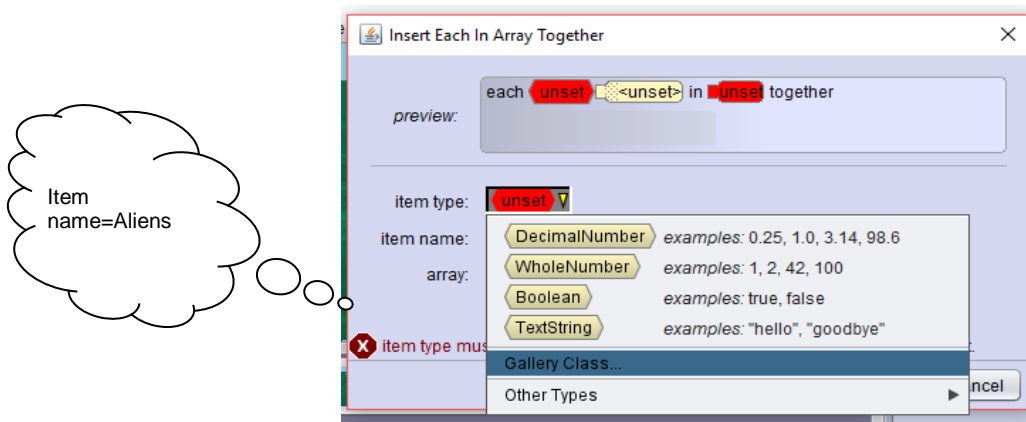 Insert Each In Array Together
each unset <unset> in unset together
preview:
Item
name=Aliens
item type: unset
item name:
array:
DecimalNumber examples: 0.25, 1.0, 3.14, 98.6
WholeNumber examples: 1, 2, 42, 100
Boolean examples: true, false
TextString examples: "hello", "goodbye"
item type mus
Gallery Class...
Other Types
ncel